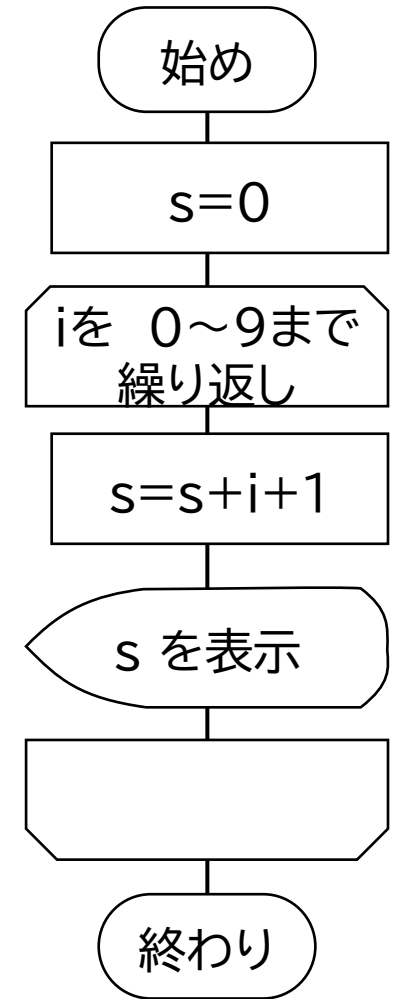 始め
s=0
iを　0～9まで
繰り返し
s=s+i+1
s を表示
終わり